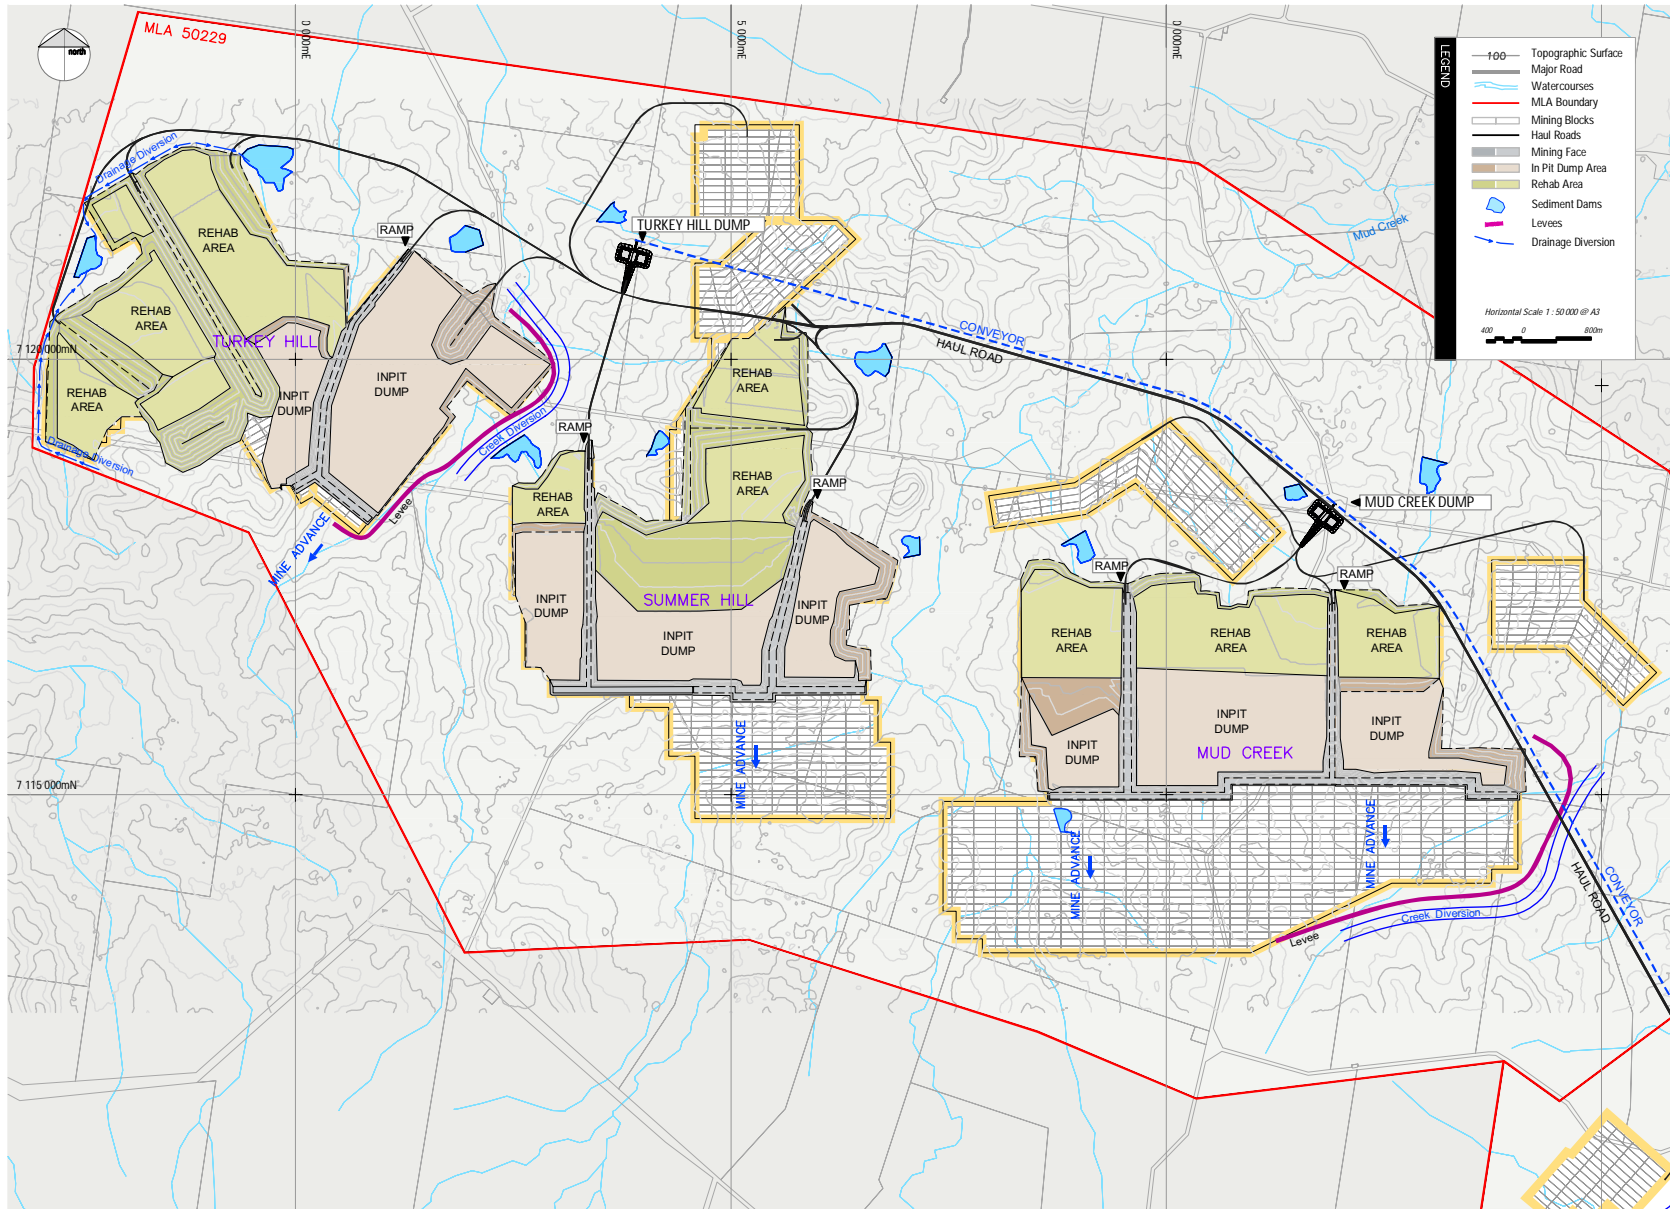 MLA 50229
north
0 000mE
5 000mE
0 000mE
LEGEND
100
Topographic Surface
Major Road
Watercourses
MLA Boundary
Mining Blocks
Haul Roads
Mining Face
In Pit Dump Area
Rehab Area
Sediment Dams
Levees
Drainage Diversion
Horizontal Scale 1 : 50 000 @ A3
400 0 800m
Drainage Diversion
REHAB
AREA
RAMP
TURKEY HILL DUMP
Mud Creek
REHAB
AREA
TURKEY HILL
7 120 000mN
CONVEYOR
HAUL ROAD
REHAB
AREA
INPIT
DUMP
INPIT
DUMP
REHAB
AREA
Drainage Diversion
Creek Diversion
RAMP
Levee
MINE ADVANCE
REHAB
AREA
REHAB
AREA
RAMP
MUD CREEK DUMP
INPIT
DUMP
SUMMER HILL
INPIT
DUMP
INPIT
DUMP
RAMP
RAMP
REHAB
AREA
REHAB
AREA
REHAB
AREA
INPIT
DUMP
INPIT
DUMP
INPIT
DUMP
MUD CREEK
7 115 000mN
MINE ADVANCE
MINE ADVANCE
MINE ADVANCE
Creek Diversion
Levee
HAUL ROAD
CONVEYOR